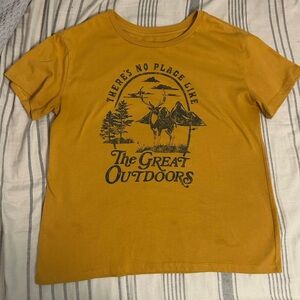 THERE'S NO PLACE LIKE
The GREAT
OUTDOORS